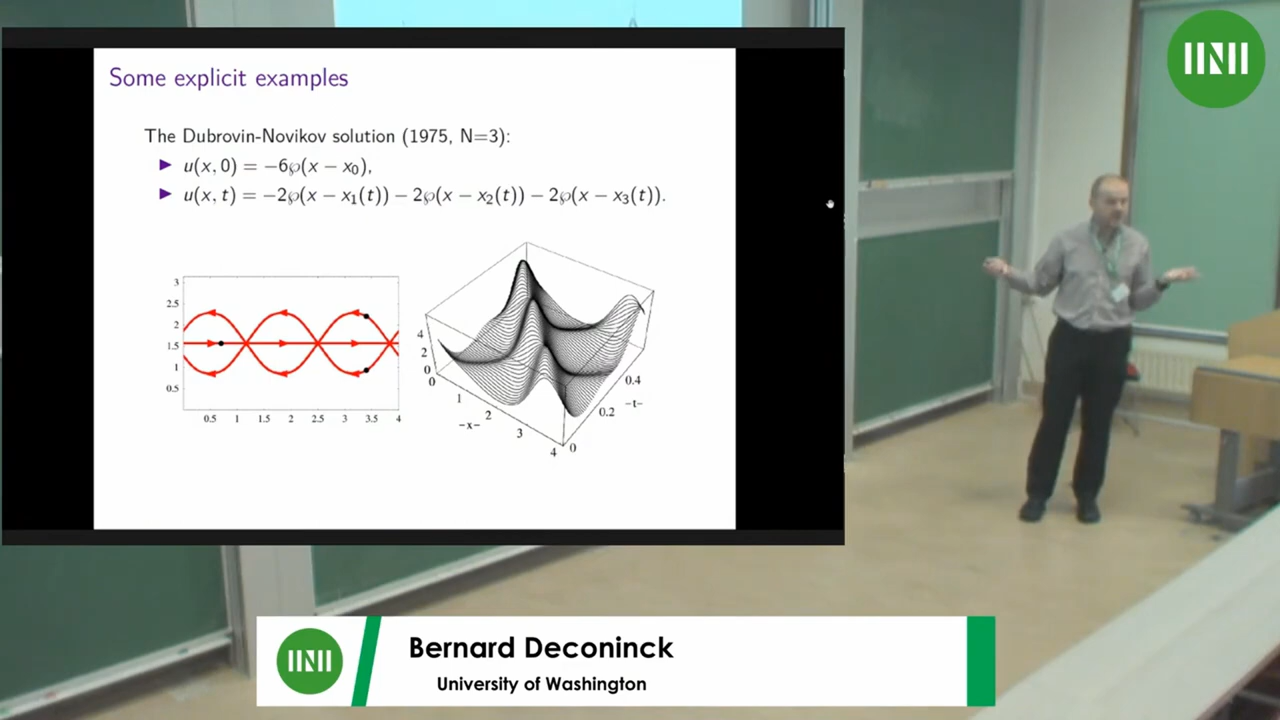 Some explicit examples
The Dubrovin-Novikov solution (1975, N=3):
▶ u(x, 0) = −6℘(x − x₀),
▶ u(x, t) = −2℘(x − x₁(t)) − 2℘(x − x₂(t)) − 2℘(x − x₃(t)).
3
2.5
2
1.5
1
0.5
0.5 1 1.5 2 2.5 3 3.5 4
4
2
0
0
1
2
-x-
3
4
0
0.2
-t-
0.4
Bernard Deconinck
University of Washington